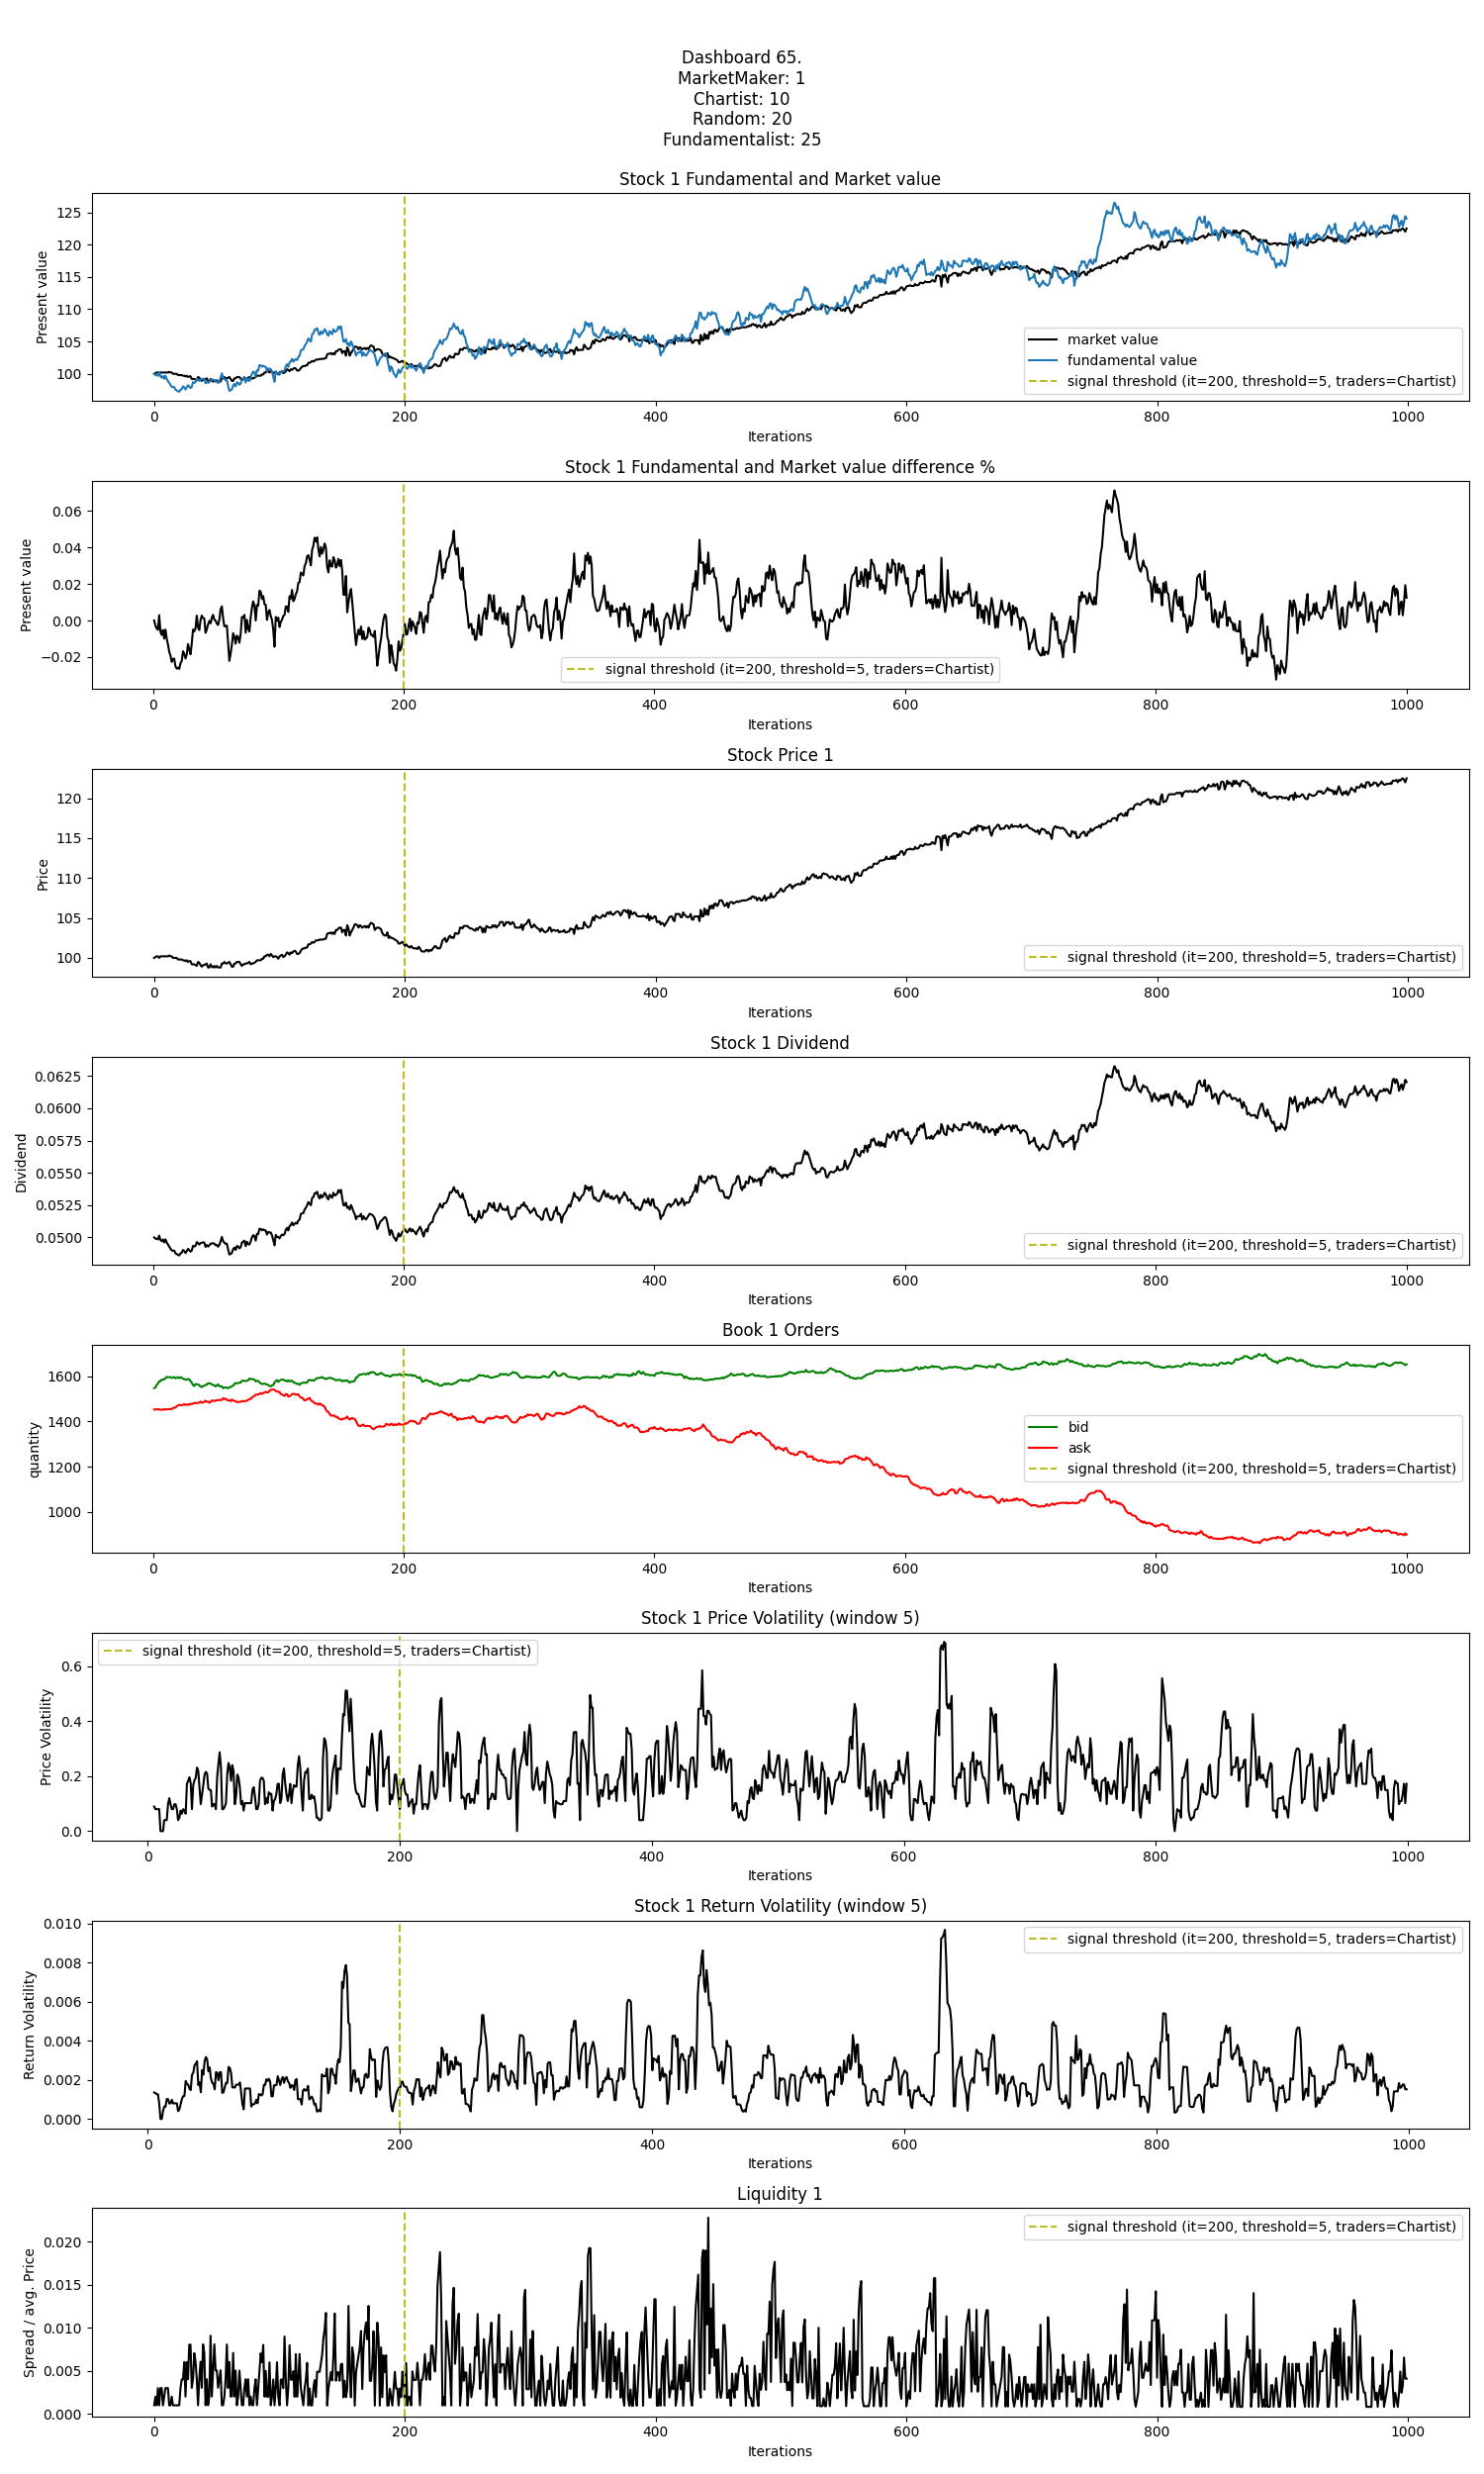 Dashboard 65.
MarketMaker: 1
Chartist: 10
Random: 20
Fundamentalist: 25
Stock 1 Fundamental and Market value
Present value
125
120
115
110
105
100
market value
fundamental value
signal threshold (it=200, threshold=5, traders=Chartist)
0 200 400 600 800 1000
Iterations
Stock 1 Fundamental and Market value difference %
Present value
0.06
0.04
0.02
0.00
−0.02
signal threshold (it=200, threshold=5, traders=Chartist)
0 200 400 600 800 1000
Iterations
Stock Price 1
Price
120
115
110
105
100
signal threshold (it=200, threshold=5, traders=Chartist)
0 200 400 600 800 1000
Iterations
Stock 1 Dividend
Dividend
0.0625
0.0600
0.0575
0.0550
0.0525
0.0500
signal threshold (it=200, threshold=5, traders=Chartist)
0 200 400 600 800 1000
Iterations
Book 1 Orders
quantity
1600
1400
1200
1000
bid
ask
signal threshold (it=200, threshold=5, traders=Chartist)
0 200 400 600 800 1000
Iterations
Stock 1 Price Volatility (window 5)
signal threshold (it=200, threshold=5, traders=Chartist)
Price Volatility
0.6
0.4
0.2
0.0
0 200 400 600 800 1000
Iterations
Stock 1 Return Volatility (window 5)
signal threshold (it=200, threshold=5, traders=Chartist)
Return Volatility
0.010
0.008
0.006
0.004
0.002
0.000
0 200 400 600 800 1000
Iterations
Liquidity 1
signal threshold (it=200, threshold=5, traders=Chartist)
Spread / avg. Price
0.020
0.015
0.010
0.005
0.000
0 200 400 600 800 1000
Iterations